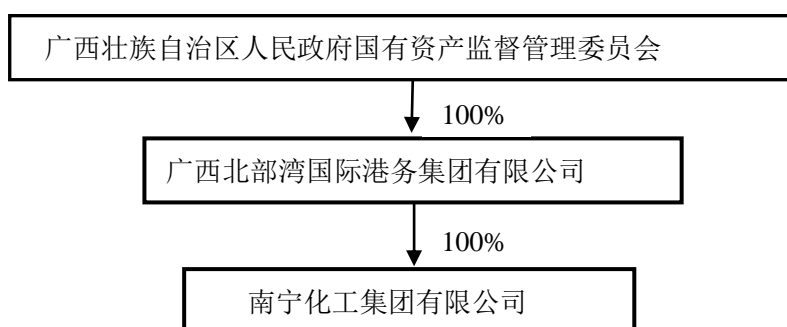 广西壮族自治区人民政府国有资产监督管理委员会
100%
广西北部湾国际港务集团有限公司
100%
南宁化工集团有限公司